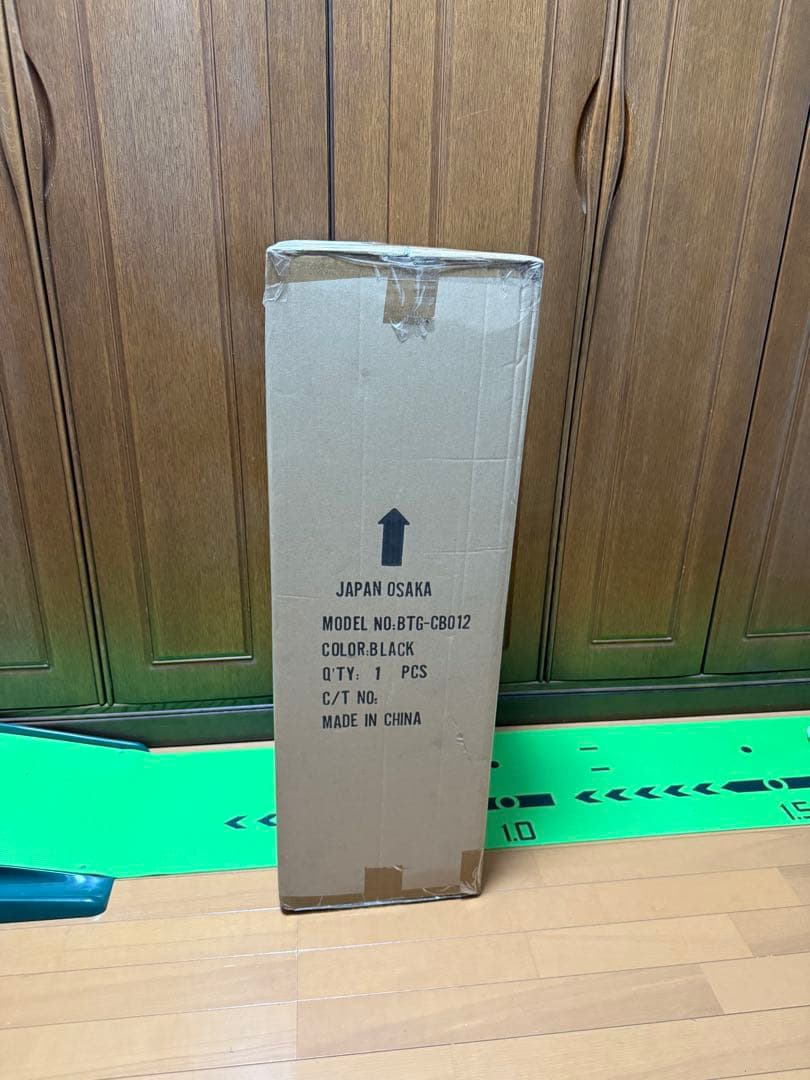 JAPAN OSAKA
MODEL NO:BTG-CB012
COLOR:BLACK
Q'TY: 1 PCS
C/T NO:
MADE IN CHINA
1.0
1.5